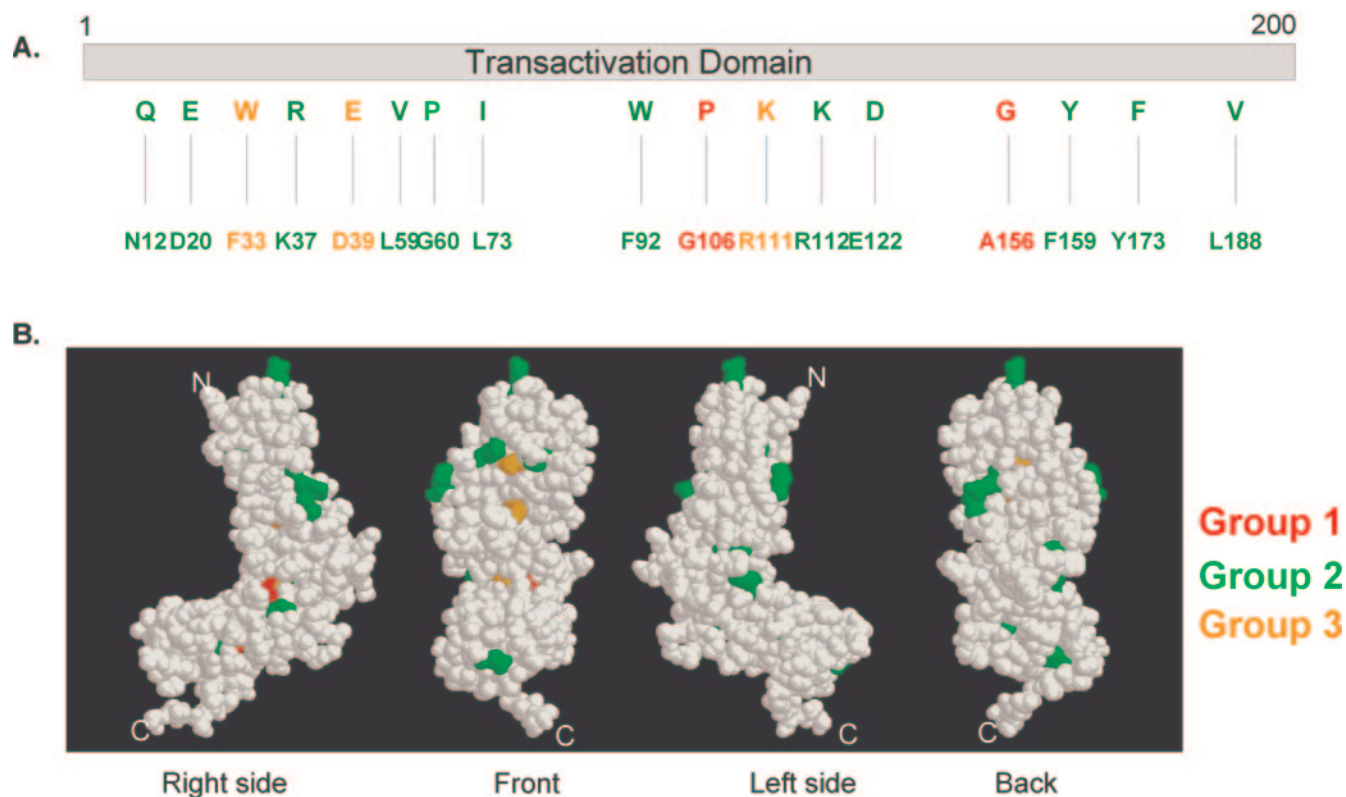 1 200
A. Transactivation Domain
Q E W R E V P I W P K K D G Y F V
N12 D20 F33 K37 D39 L59 G60 L73 F92 G106 R111 R112 E122 A156 F159 Y173 L188
B.
N N
Group 1
Group 2
Group 3
C C C C
Right side Front Left side Back